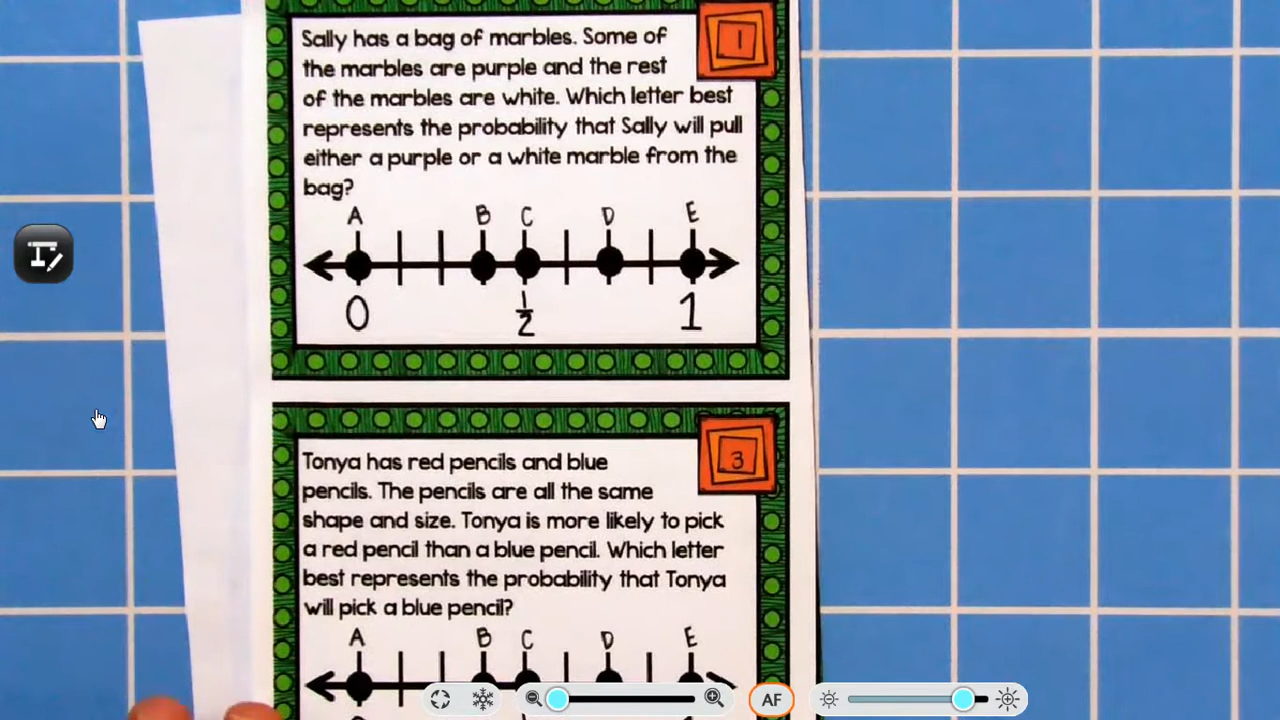 1
Sally has a bag of marbles. Some of
the marbles are purple and the rest
of the marbles are white. Which letter best
represents the probability that Sally will pull
either a purple or a white marble from the
bag?
A B C D E
0 1/2 1
3
Tonya has red pencils and blue
pencils. The pencils are all the same
shape and size. Tonya is more likely to pick
a red pencil than a blue pencil. Which letter
best represents the probability that Tonya
will pick a blue pencil?
A B C D E
AF